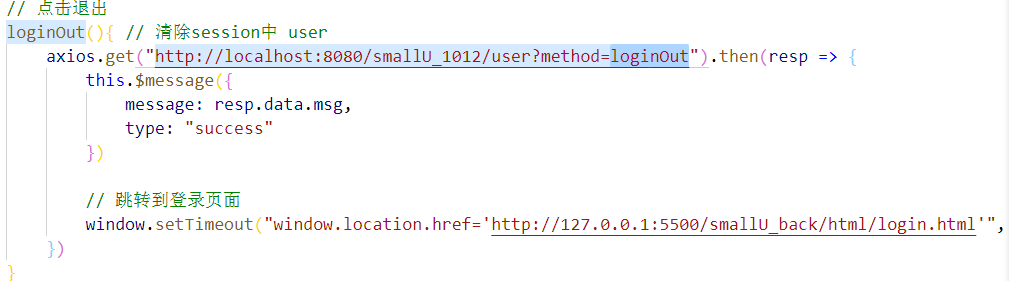 // 点击退出
loginOut(){ // 清除session中 user
axios.get("http://localhost:8080/smallU_1012/user?method=loginOut").then(resp => {
this.$message({
message: resp.data.msg,
type: "success"
})
// 跳转到登录页面
window.setTimeout("window.location.href='http://127.0.0.1:5500/smallU_back/html/login.html'",
})
}